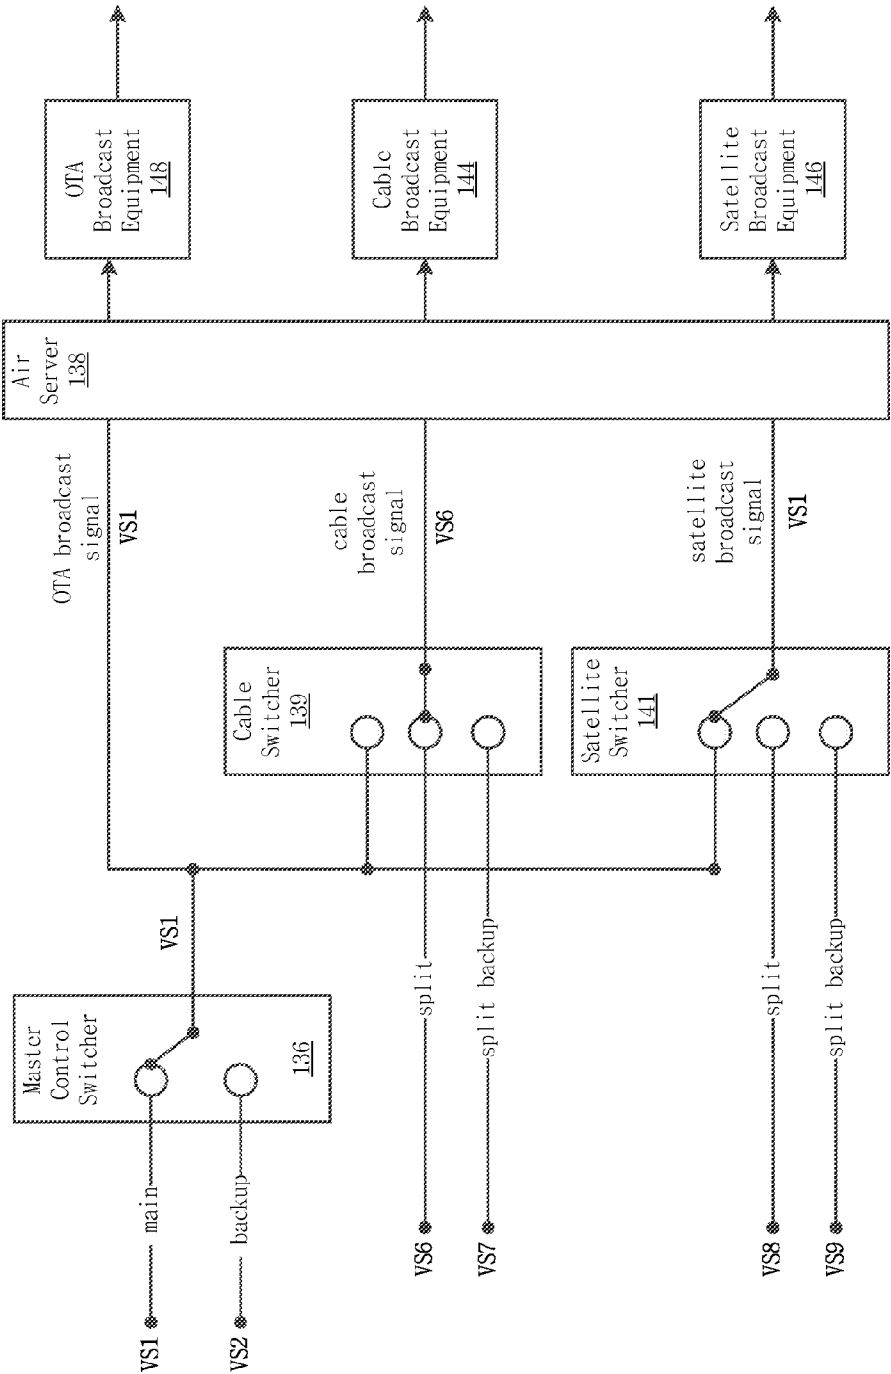 Master
Control
Switcher
136
VS1
main
VS2
backup
VS1
Cable
Switcher
139
VS6
split
VS7
split backup
Satellite
Switcher
141
VS8
split
VS9
split backup
OTA broadcast
signal
VS1
cable
broadcast
signal
VS6
satellite
broadcast
signal
VS1
Air
Server
138
OTA
Broadcast
Equipment
148
Cable
Broadcast
Equipment
144
Satellite
Broadcast
Equipment
146